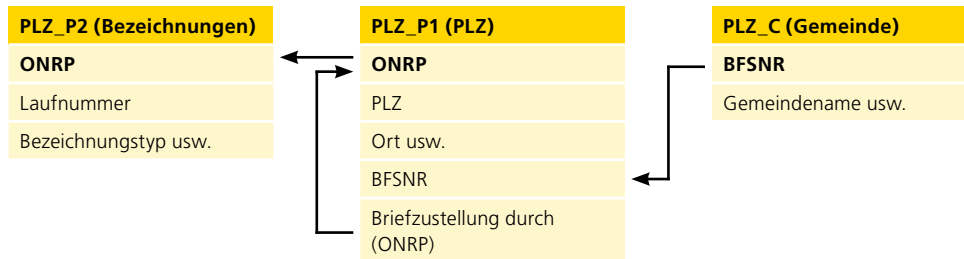 PLZ_P2 (Bezeichnungen)
ONRP
Laufnummer
Bezeichnungstyp usw.
PLZ_P1 (PLZ)
ONRP
PLZ
Ort usw.
BFSNR
Briefzustellung durch
(ONRP)
PLZ_C (Gemeinde)
BFSNR
Gemeindename usw.